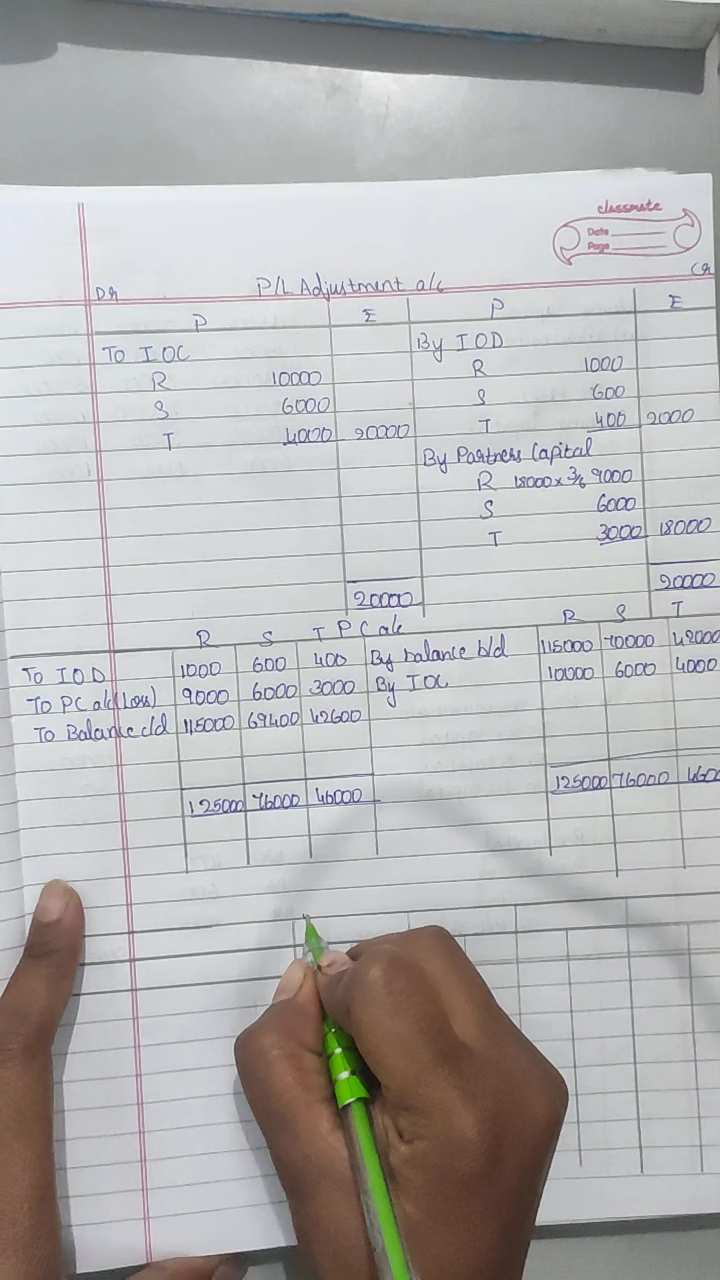 classmate
Date
Page
Dr P/L Adjustment a/c Cr
P Σ P Σ
To IOC By IOD
R 10000 R 1000
S 6000 S 600
T 4000 20000 T 400 2000
By Partners Capital
R 18000 x 3/6 9000
S 6000
T 3000 18000
20000 20000
R S T P C a/c R S T
To IOD 1000 600 400 By balance b/d 115000 70000 42000
To PC a/c (Loss) 9000 6000 3000 By IOC 10000 6000 4000
To Balance c/d 115000 69400 42600
125000 76000 46000 125000 76000 4600